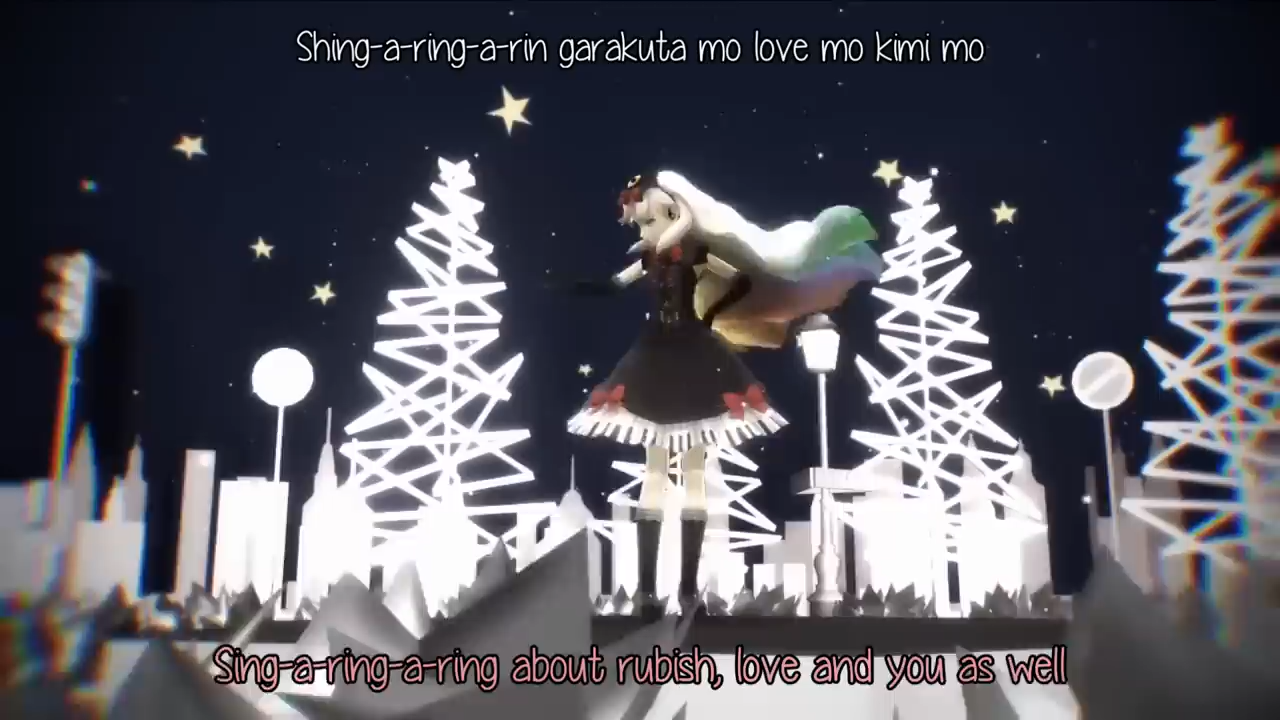 Shing-a-ring-a-rin garakuta mo love mo kimi mo
Sing-a-ring-a-ring about rubish, love and you as well